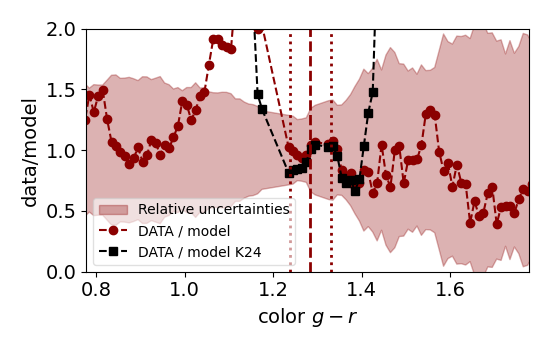 2.0
1.5
1.0
0.5
0.0
data/model
Relative uncertainties
DATA / model
DATA / model K24
0.8 1.0 1.2 1.4 1.6
color g − r